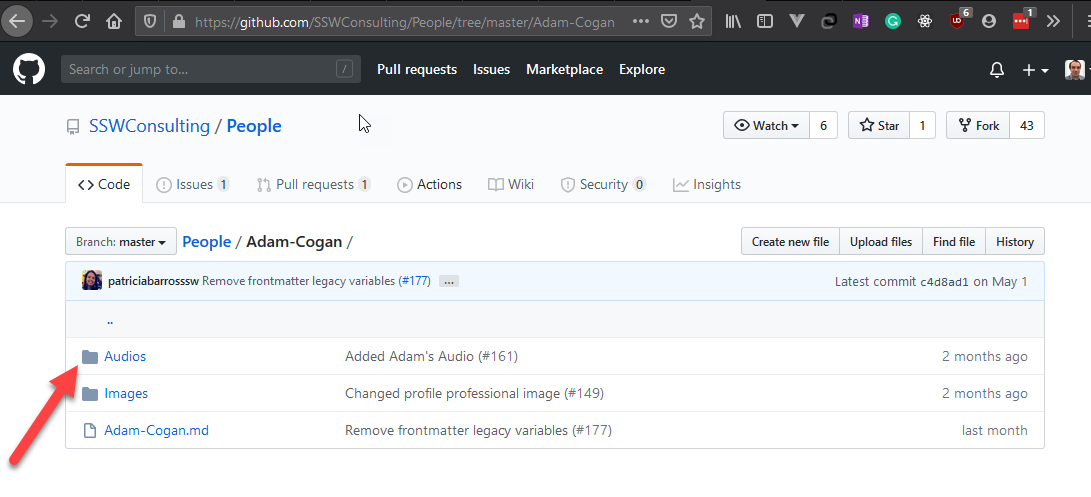 https://github.com/SSWConsulting/People/tree/master/Adam-Cogan
6
1
Search or jump to...
/
Pull requests
Issues
Marketplace
Explore
SSWConsulting / People
Watch
6
Star
1
Fork
43
Code
Issues 1
Pull requests 1
Actions
Wiki
Security 0
Insights
Branch: master
People / Adam-Cogan /
Create new file
Upload files
Find file
History
patriciabarrosssw Remove frontmatter legacy variables (#177) ...
Latest commit c4d8ad1 on May 1
..
Audios Added Adam's Audio (#161) 2 months ago
Images Changed profile professional image (#149) 2 months ago
Adam-Cogan.md Remove frontmatter legacy variables (#177) last month